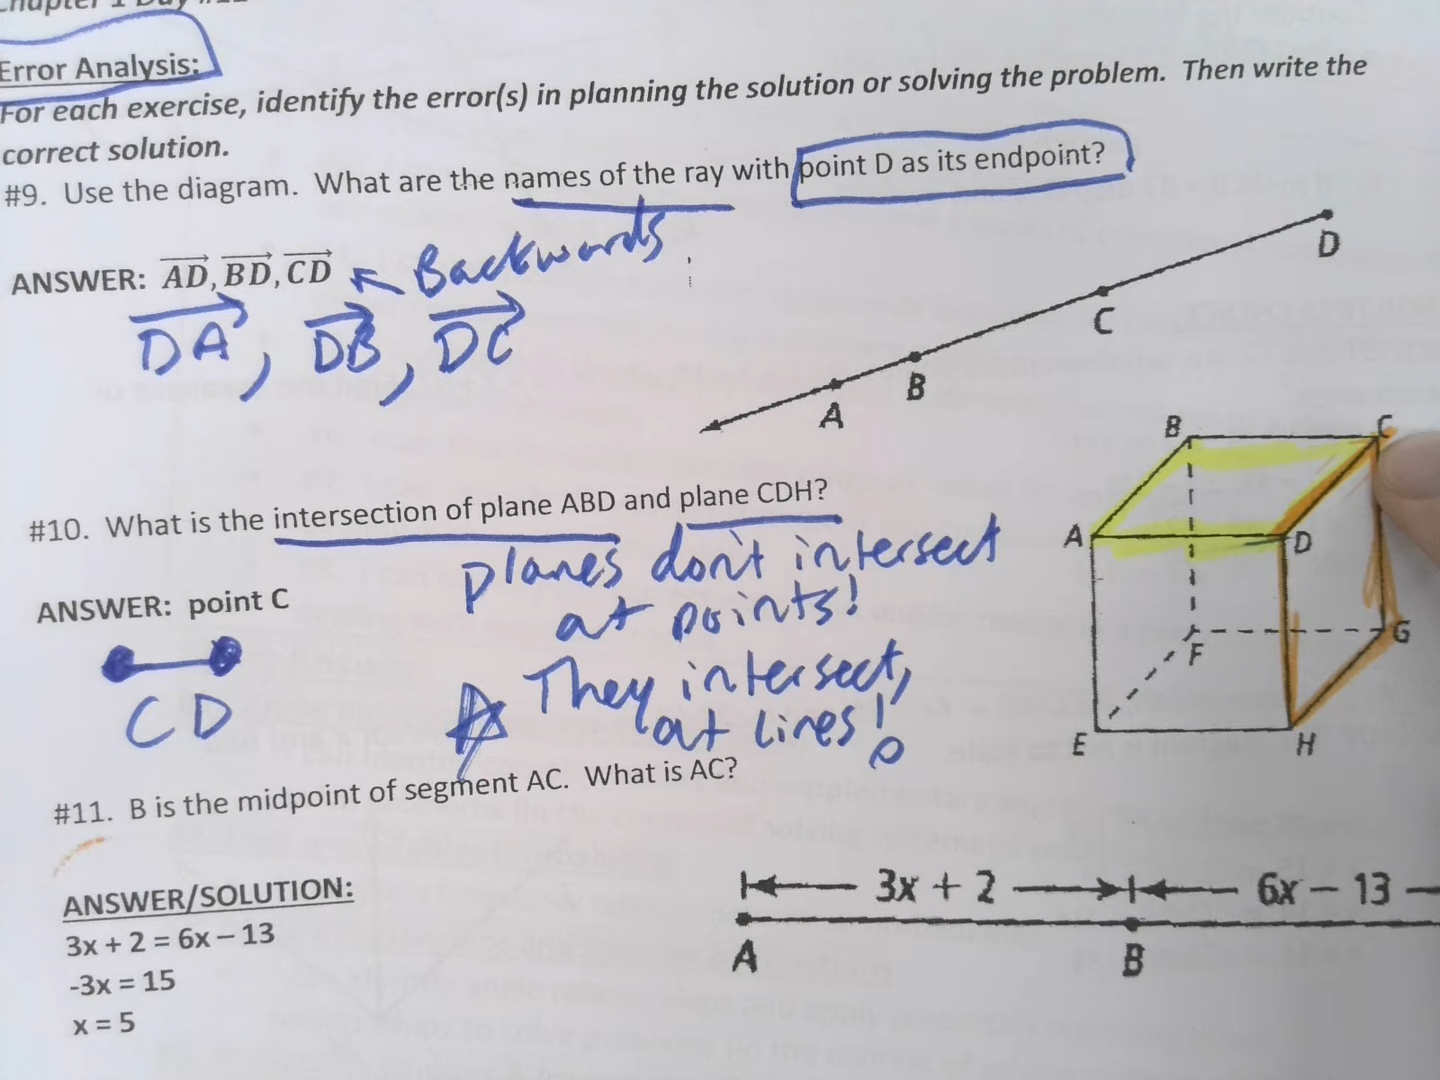 Error Analysis:
For each exercise, identify the error(s) in planning the solution or solving the problem. Then write the
correct solution.
#9. Use the diagram. What are the names of the ray with point D as its endpoint?
ANSWER: AD, BD, CD
Backwards
DA, DB, DC
D
C
B
A
#10. What is the intersection of plane ABD and plane CDH?
planes don't intersect
at points!
ANSWER: point C
They intersect,
at lines!
CD
B C
A D
F G
E H
#11. B is the midpoint of segment AC. What is AC?
ANSWER/SOLUTION:
3x + 2 = 6x – 13
-3x = 15
x = 5
3x + 2 6x – 13
A B